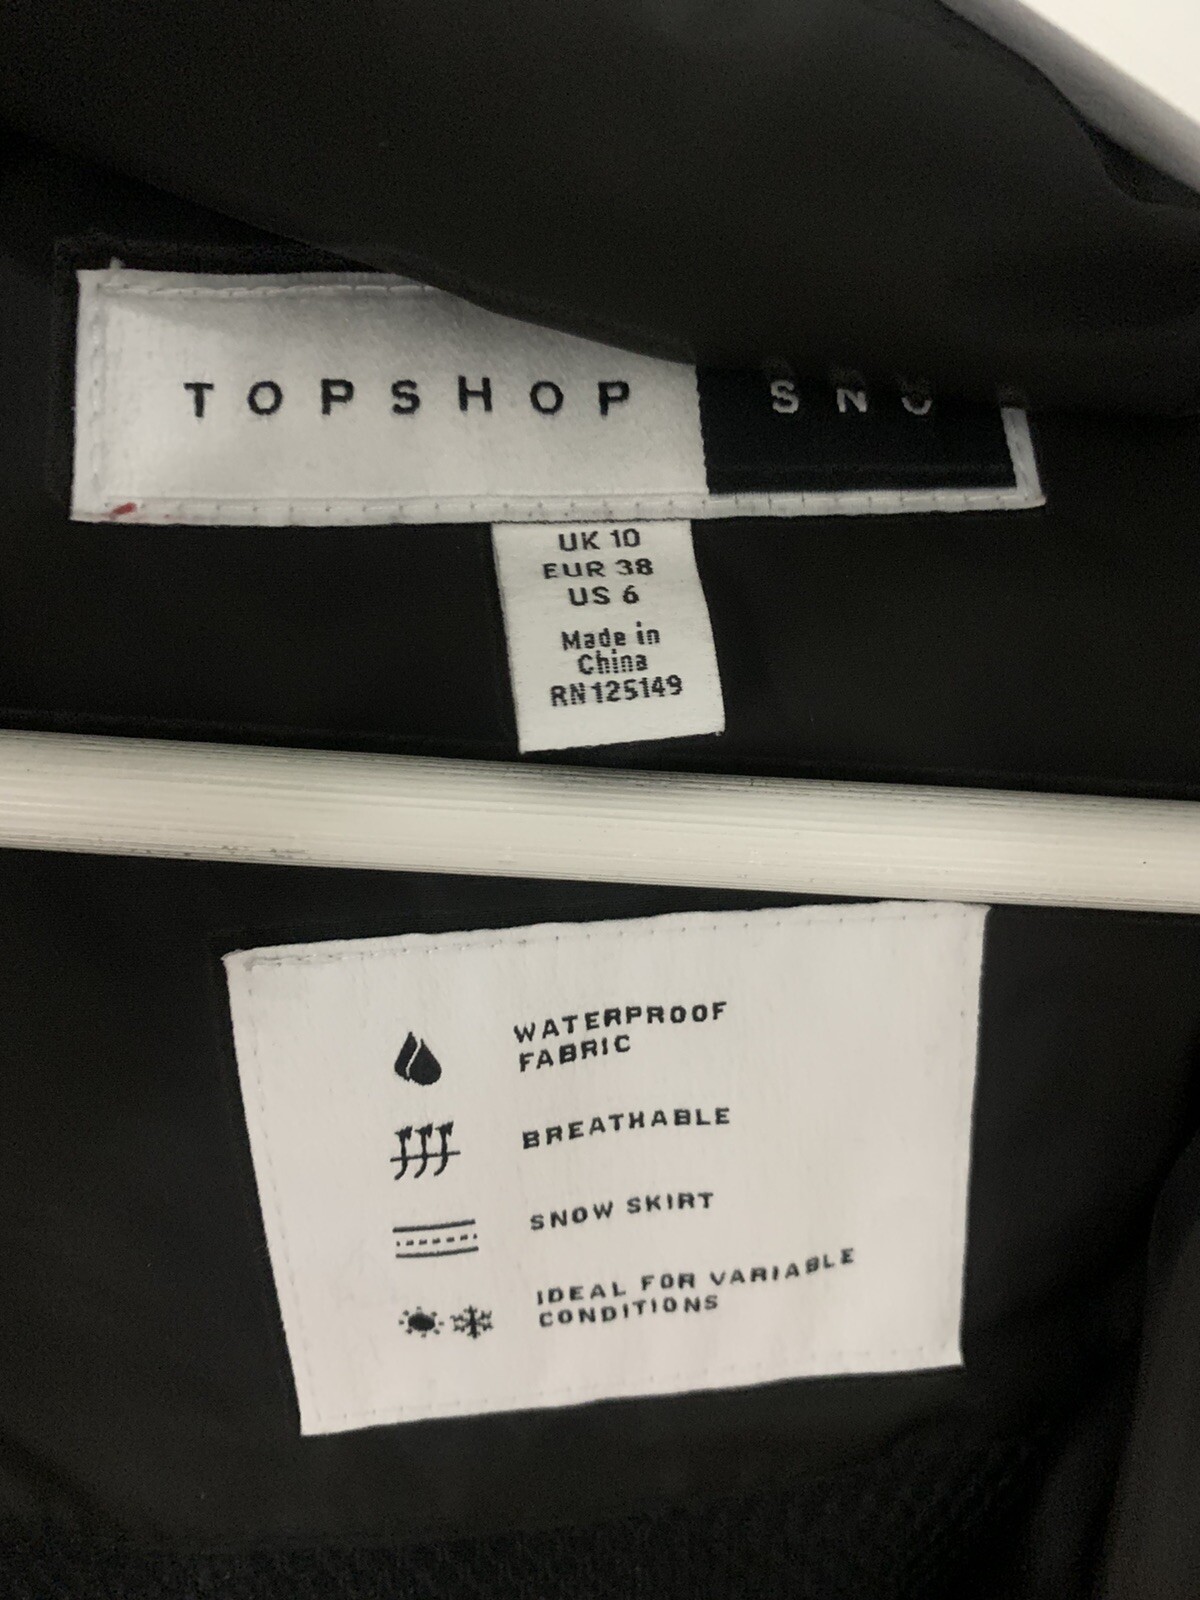 TOPSHOP SNO
UK 10
EUR 38
US 6
Made in
China
RN125149
WATERPROOF
FABRIC
BREATHABLE
SNOW SKIRT
IDEAL FOR VARIABLE
CONDITIONS